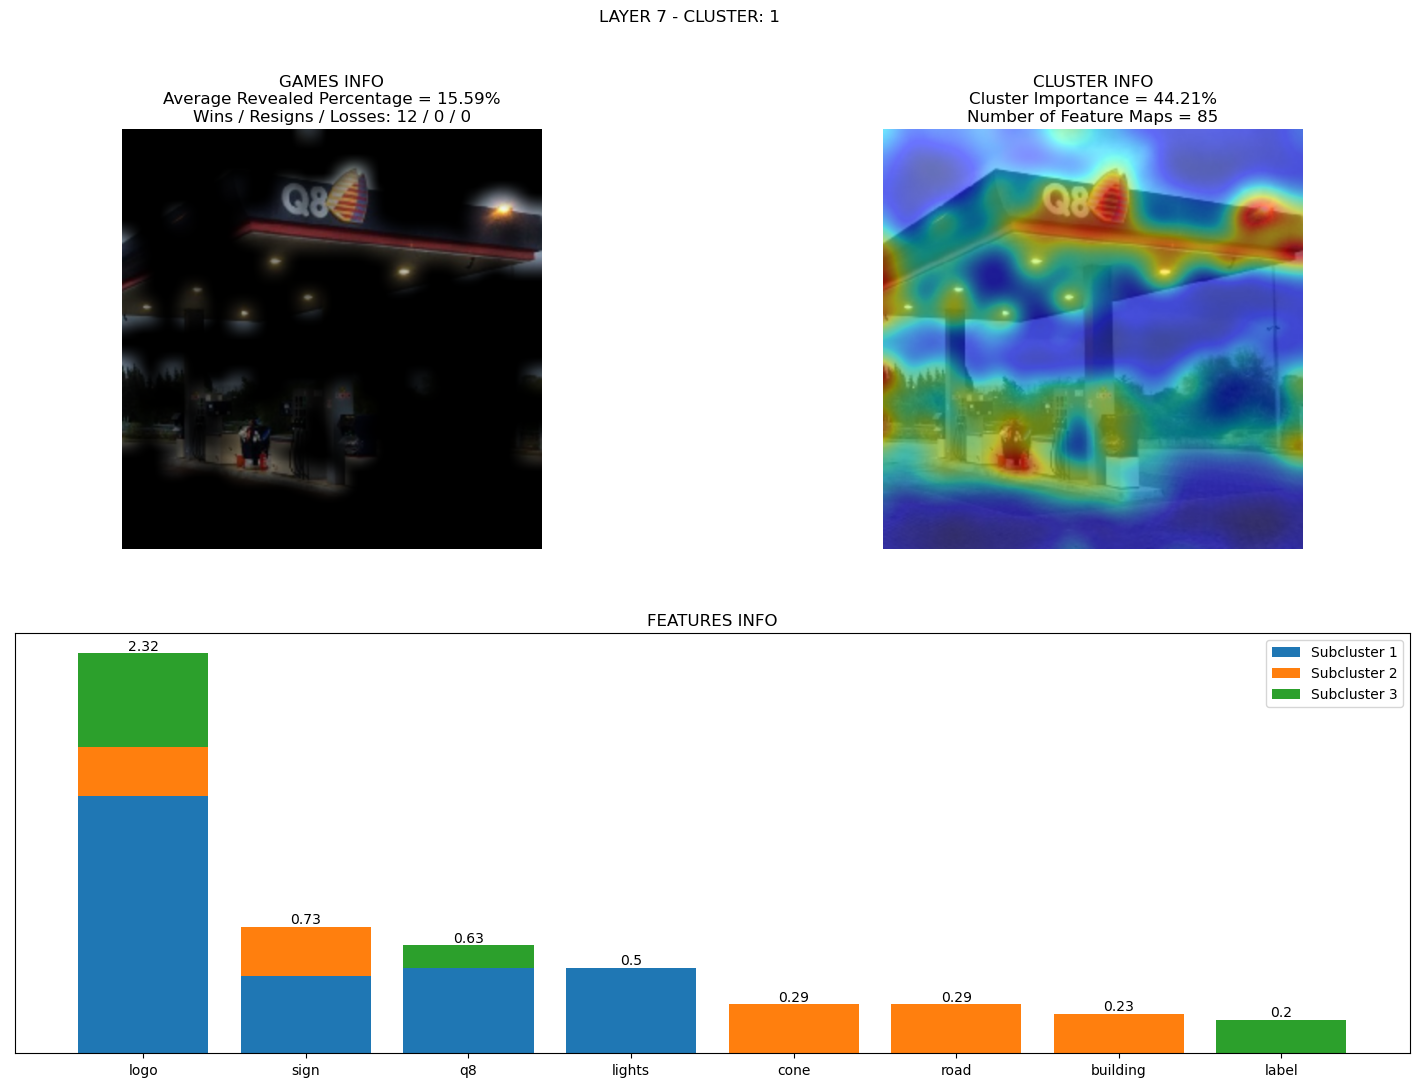 LAYER 7 - CLUSTER: 1
GAMES INFO
Average Revealed Percentage = 15.59%
Wins / Resigns / Losses: 12 / 0 / 0
CLUSTER INFO
Cluster Importance = 44.21%
Number of Feature Maps = 85
Q8
Q8
FEATURES INFO
Subcluster 1
Subcluster 2
Subcluster 3
2.32
0.73
0.63
0.5
0.29
0.29
0.23
0.2
logo
sign
q8
lights
cone
road
building
label